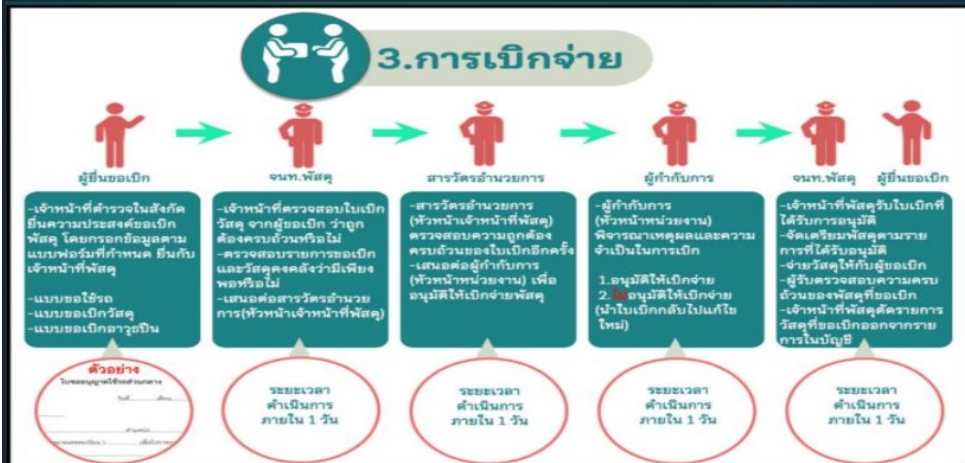 3.การเบิกจ่าย
ผู้ยื่นขอเบิก
จนท.พัสดุ
สารวัตรอำนวยการ
ผู้กำกับการ
จนท.พัสดุ
ผู้ยื่นขอเบิก
-เจ้าหน้าที่ตำรวจในสังกัด
ยื่นความประสงค์ขอเบิก
พัสดุ โดยกรอกข้อมูลตาม
แบบฟอร์มที่กำหนด ยื่นกับ
เจ้าหน้าที่พัสดุ
-แบบขอใช้รถ
-แบบขอเบิกวัสดุ
-แบบขอเบิกอาวุธปืน
-เจ้าหน้าที่ตรวจสอบใบเบิก
วัสดุ จากผู้ขอเบิก ว่าถูก
ต้องครบถ้วนหรือไม่
-ตรวจสอบรายการขอเบิก
และวัสดุคงคลังว่ามีเพียง
พอหรือไม่
-เสนอต่อสารวัตรอำนวย
การ(หัวหน้าเจ้าหน้าที่พัสดุ)
-สารวัตรอำนวยการ
(หัวหน้าเจ้าหน้าที่พัสดุ)
ตรวจสอบความถูกต้อง
ครบถ้วนของใบเบิกอีกครั้ง
-เสนอต่อผู้กำกับการ
(หัวหน้าหน่วยงาน) เพื่อ
อนุมัติให้เบิกจ่ายพัสดุ
-ผู้กำกับการ
(หัวหน้าหน่วยงาน)
พิจารณาเหตุผลและความ
จำเป็นในการเบิก
1.อนุมัติให้เบิกจ่าย
2.ไม่อนุมัติให้เบิกจ่าย
(นำใบเบิกกลับไปแก้ไข
ใหม่)
-เจ้าหน้าที่พัสดุรับใบเบิกที่
ได้รับการอนุมัติ
-จัดเตรียมพัสดุตามราย
การที่ได้รับอนุมัติ
-จ่ายวัสดุให้กับผู้ขอเบิก
-ผู้รับตรวจสอบความครบ
ถ้วนของพัสดุที่ขอเบิก
-เจ้าหน้าที่พัสดุตัดรายการ
วัสดุที่ขอเบิกออกจากราย
การในบัญชี
ตัวอย่าง
ใบขออนุญาตใช้รถส่วนกลาง
วันที่ เดือน
ตำแหน่ง
ระยะเวลา
ดำเนินการ
ภายใน 1 วัน
ระยะเวลา
ดำเนินการ
ภายใน 1 วัน
ระยะเวลา
ดำเนินการ
ภายใน 1 วัน
ระยะเวลา
ดำเนินการ
ภายใน 1 วัน